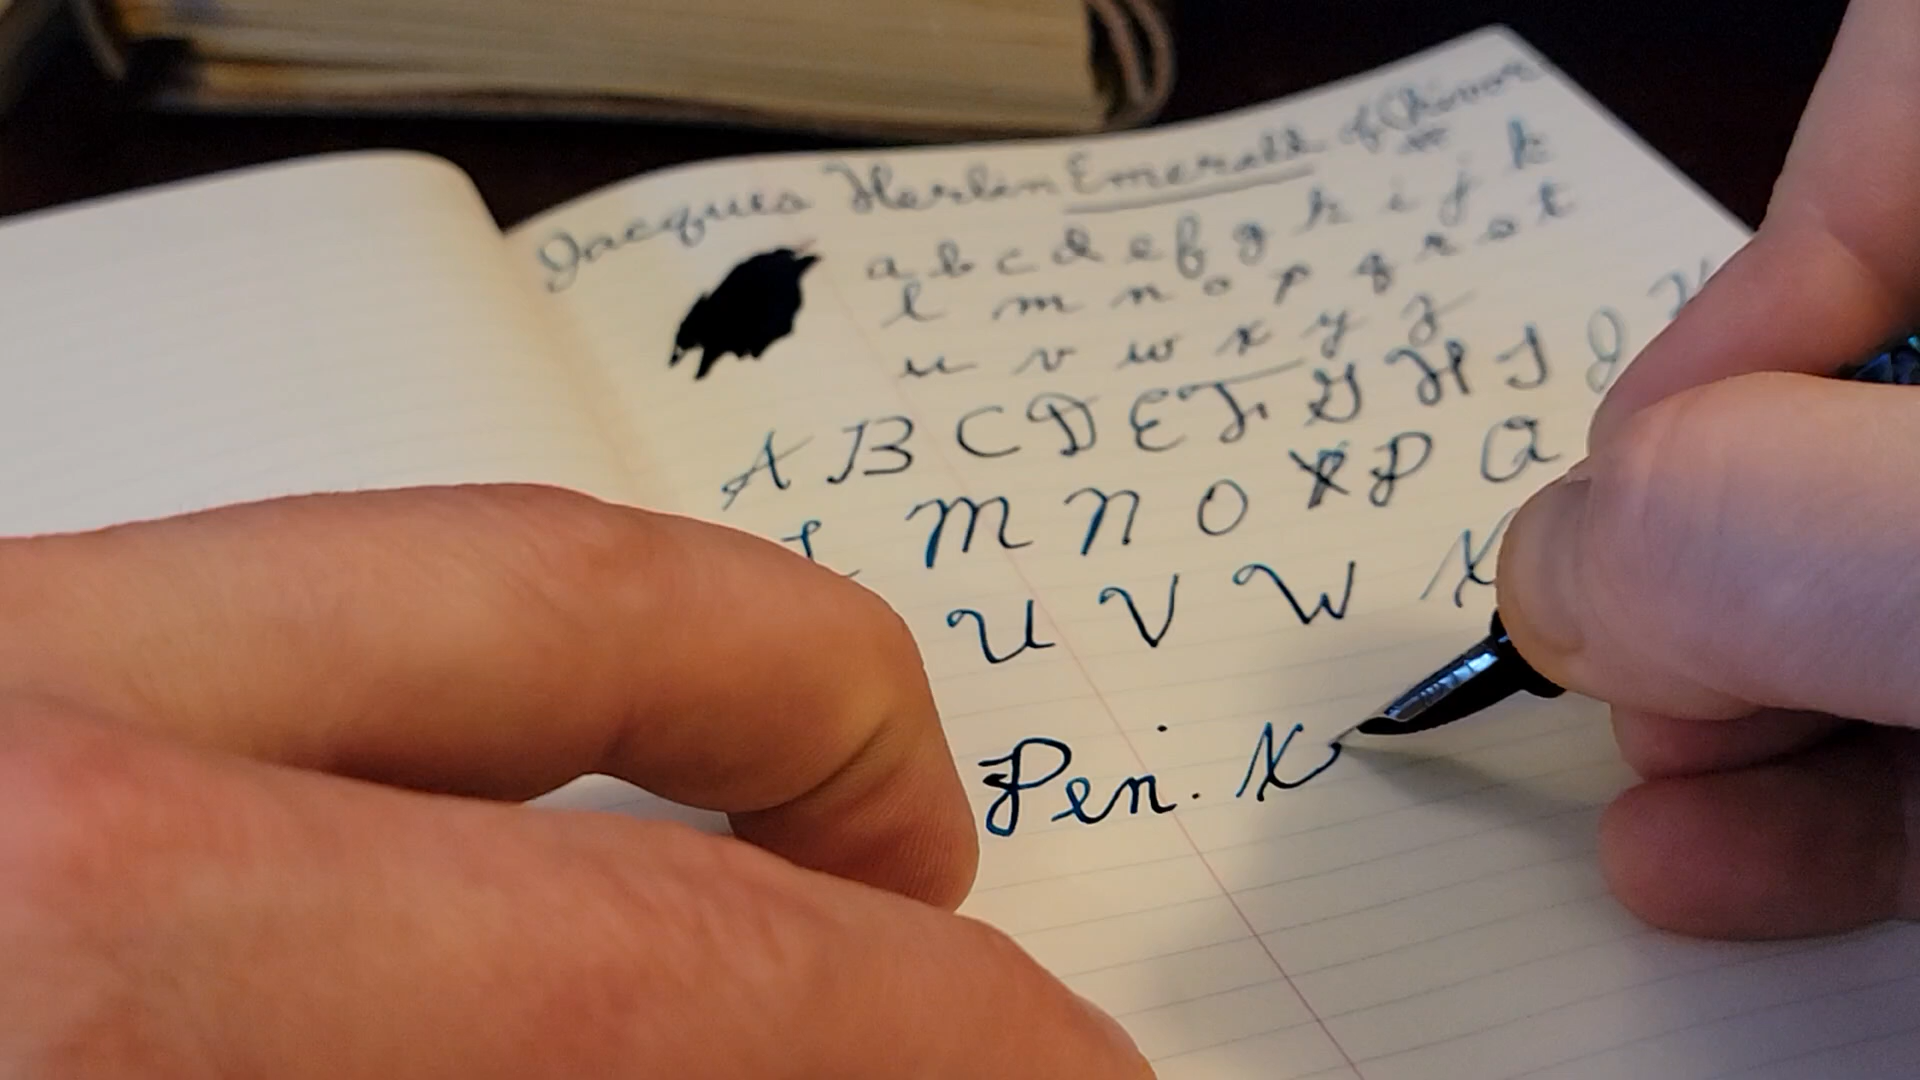 Jacques Herbin Emerald of Chivor
a b c d e f g h i j k
l m n o p q r s t
u v w x y z
A B C D E F G H I J K
L M N O P Q
U V W X
Pen: X